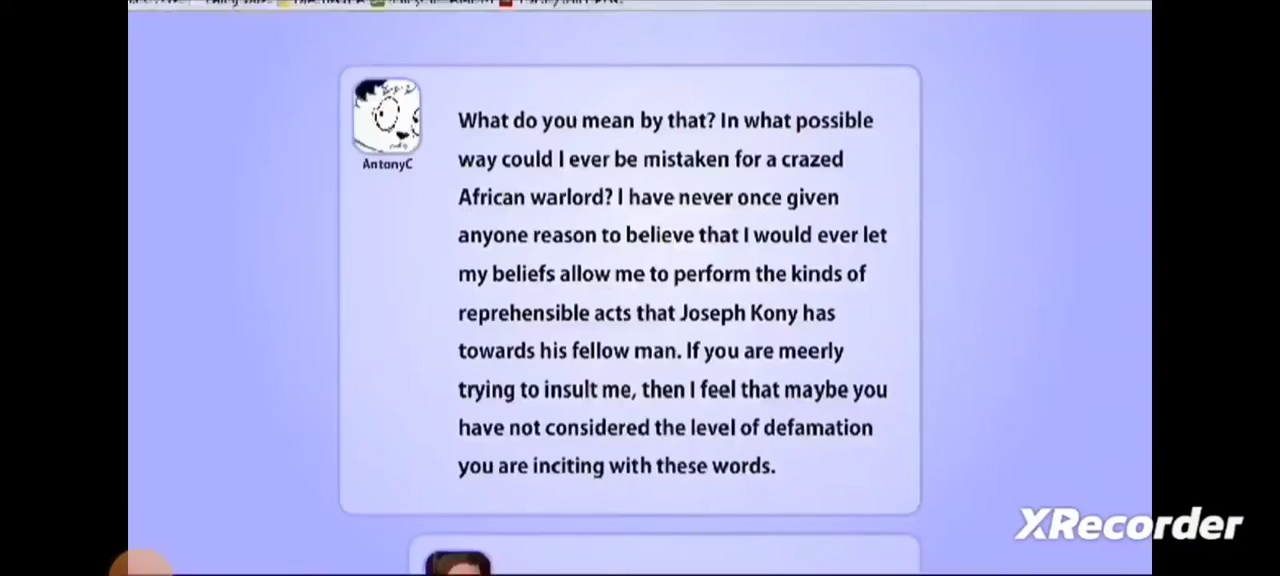 AntonyC
What do you mean by that? In what possible
way could I ever be mistaken for a crazed
African warlord? I have never once given
anyone reason to believe that I would ever let
my beliefs allow me to perform the kinds of
reprehensible acts that Joseph Kony has
towards his fellow man. If you are meerly
trying to insult me, then I feel that maybe you
have not considered the level of defamation
you are inciting with these words.
XRecorder